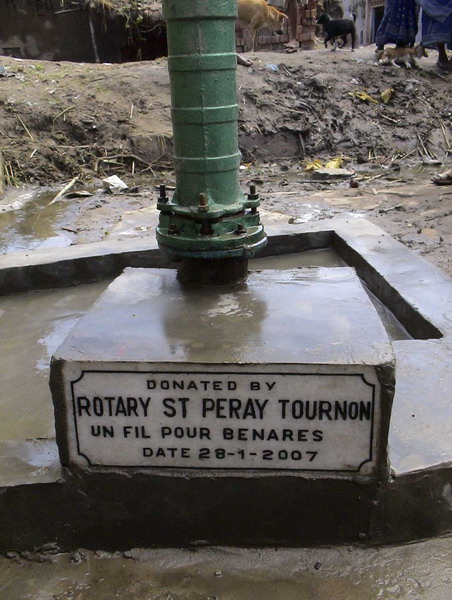 DONATED BY
ROTARY ST PERAY TOURNON
UN FIL POUR BENARES
DATE 28-1-2007